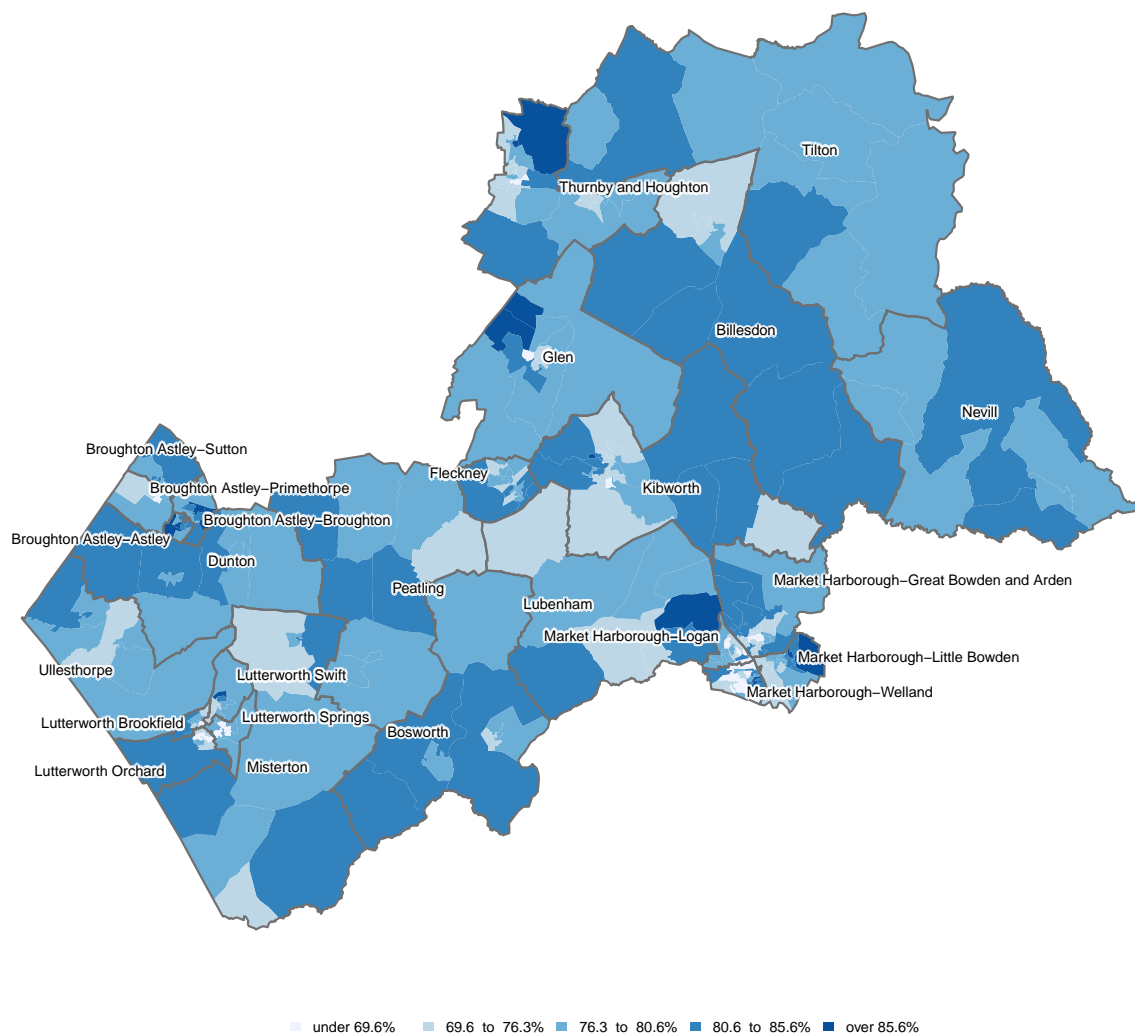 Tilton
Thurnby and Houghton
Billesdon
Glen
Nevill
Broughton Astley–Sutton
Fleckney
Broughton Astley–Primethorpe
Kibworth
Broughton Astley–Broughton
Broughton Astley–Astley
Dunton
Market Harborough–Great Bowden and Arden
Peatling
Lubenham
Market Harborough–Logan
Market Harborough–Little Bowden
Ullesthorpe
Lutterworth Swift
Market Harborough–Welland
Lutterworth Springs
Lutterworth Brookfield
Bosworth
Misterton
Lutterworth Orchard
under 69.6% 69.6 to 76.3% 76.3 to 80.6% 80.6 to 85.6% over 85.6%